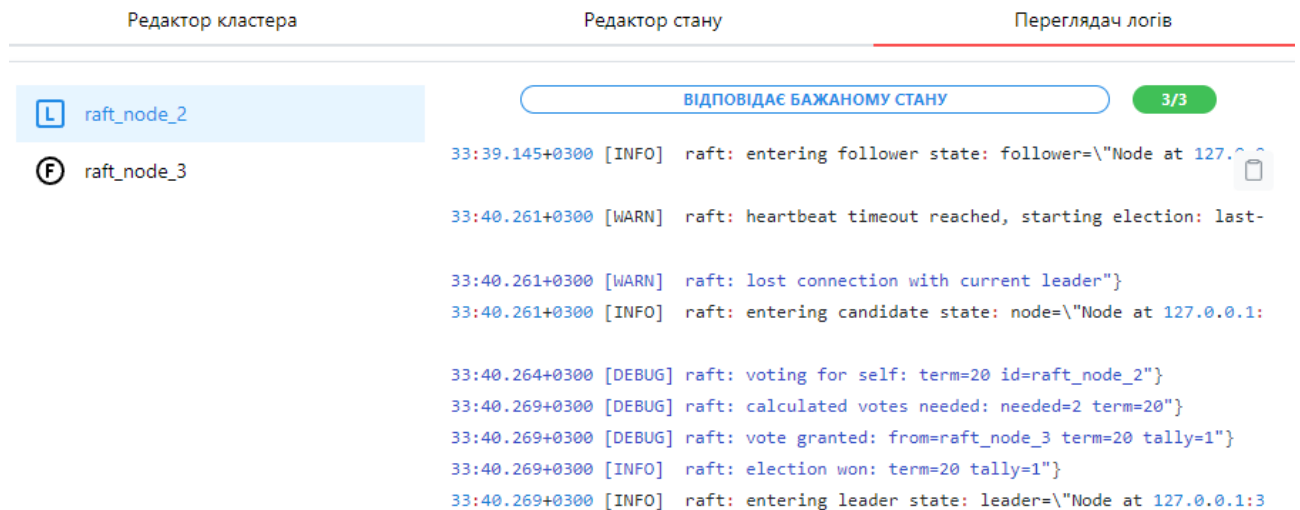 Редактор кластера
Редактор стану
Переглядач логів
L raft_node_2
F raft_node_3
ВІДПОВІДАЄ БАЖАНОМУ СТАНУ
3/3
33:39.145+0300 [INFO] raft: entering follower state: follower=\"Node at 127.
33:40.261+0300 [WARN] raft: heartbeat timeout reached, starting election: last-
33:40.261+0300 [WARN] raft: lost connection with current leader"}
33:40.261+0300 [INFO] raft: entering candidate state: node=\"Node at 127.0.0.1:
33:40.264+0300 [DEBUG] raft: voting for self: term=20 id=raft_node_2"}
33:40.269+0300 [DEBUG] raft: calculated votes needed: needed=2 term=20"}
33:40.269+0300 [DEBUG] raft: vote granted: from=raft_node_3 term=20 tally=1"}
33:40.269+0300 [INFO] raft: election won: term=20 tally=1"}
33:40.269+0300 [INFO] raft: entering leader state: leader=\"Node at 127.0.0.1:3